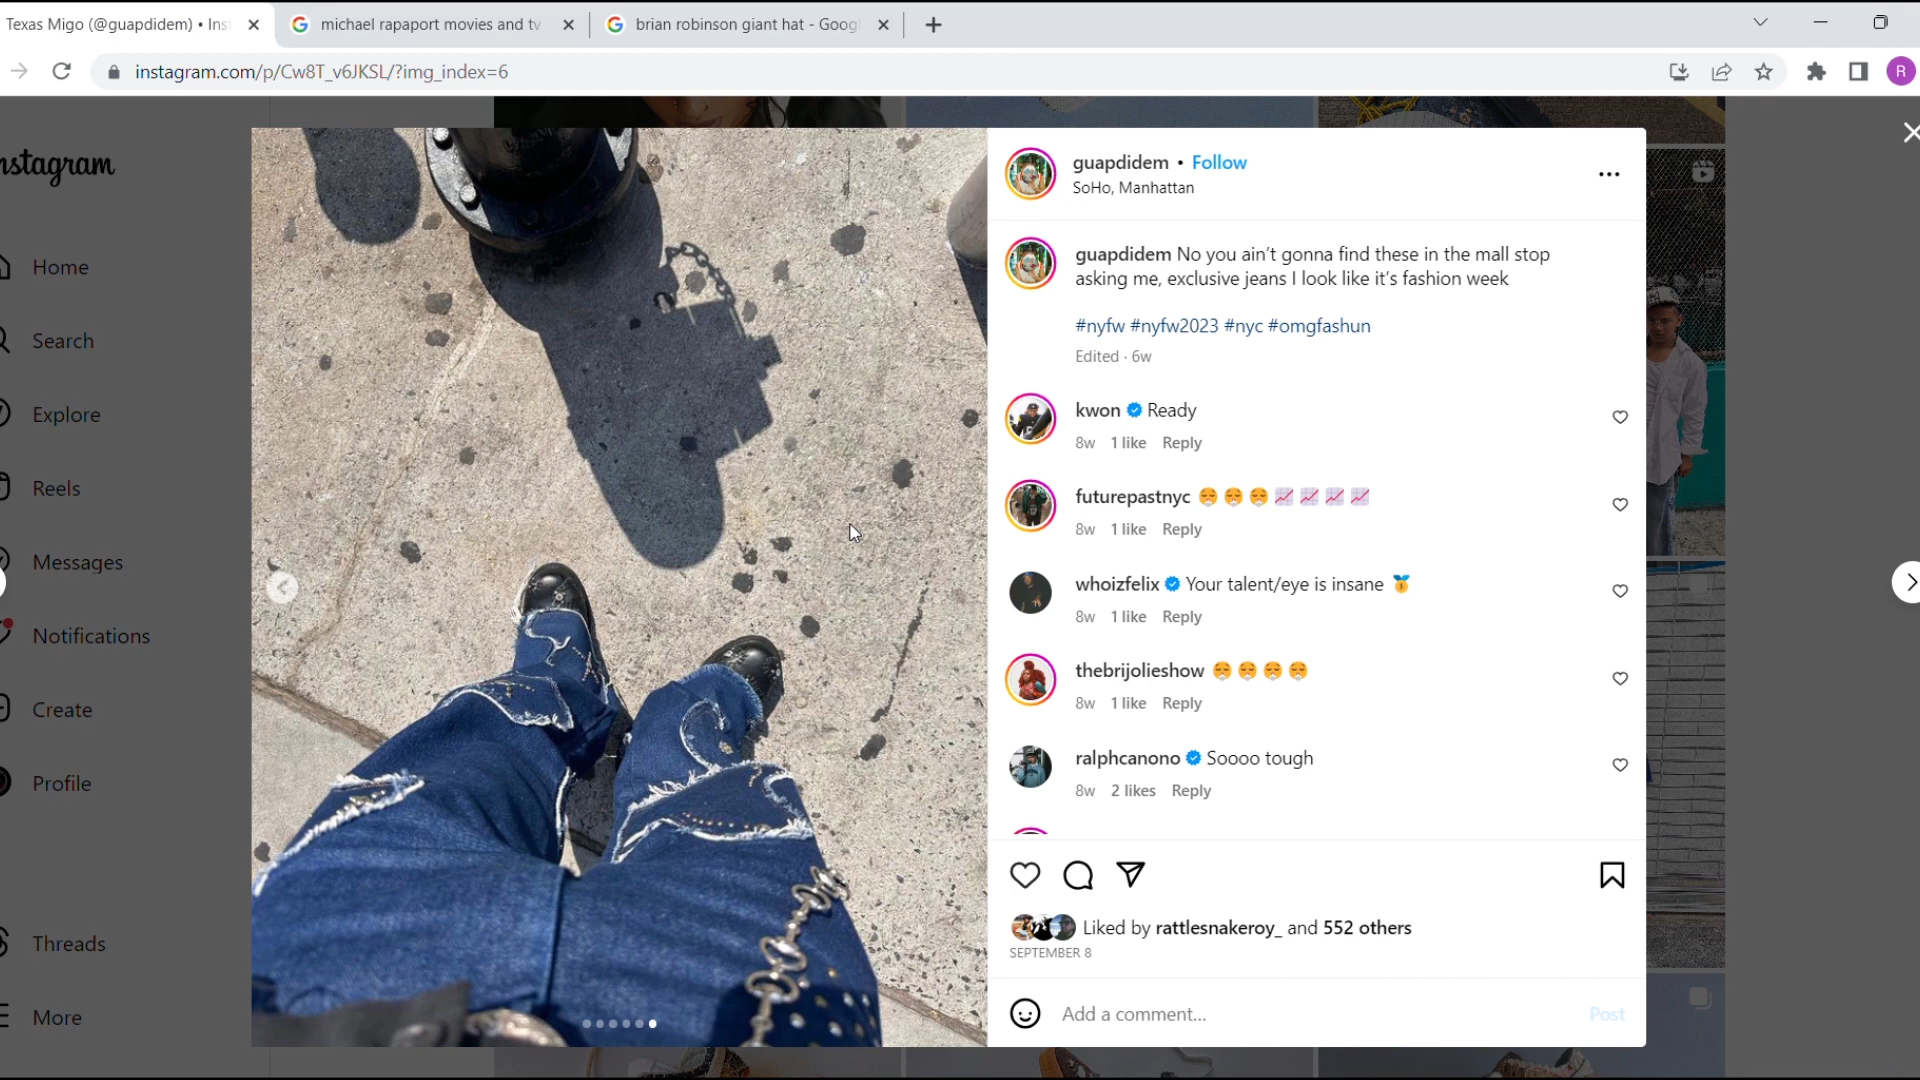 Texas Migo (@guapdidem) • Ins
michael rapaport movies and tv
brian robinson giant hat - Goog
instagram.com/p/Cw8T_v6JKSL/?img_index=6
R
nstagram
Home
Search
Explore
Reels
Messages
Notifications
Create
Profile
Threads
More
guapdidem • Follow
SoHo, Manhattan
guapdidem No you ain't gonna find these in the mall stop
asking me, exclusive jeans I look like it's fashion week
#nyfw #nyfw2023 #nyc #omgfashun
Edited · 6w
kwon Ready
8w 1 like Reply
futurepastnyc 😮‍💨😮‍💨😮‍💨📈📈📈📈
8w 1 like Reply
whoizfelix Your talent/eye is insane 🥇
8w 1 like Reply
thebrijolieshow 😮‍💨😮‍💨😮‍💨😮‍💨
8w 1 like Reply
ralphcanono Soooo tough
8w 2 likes Reply
Liked by rattlesnakeroy_ and 552 others
SEPTEMBER 8
Add a comment...
Post